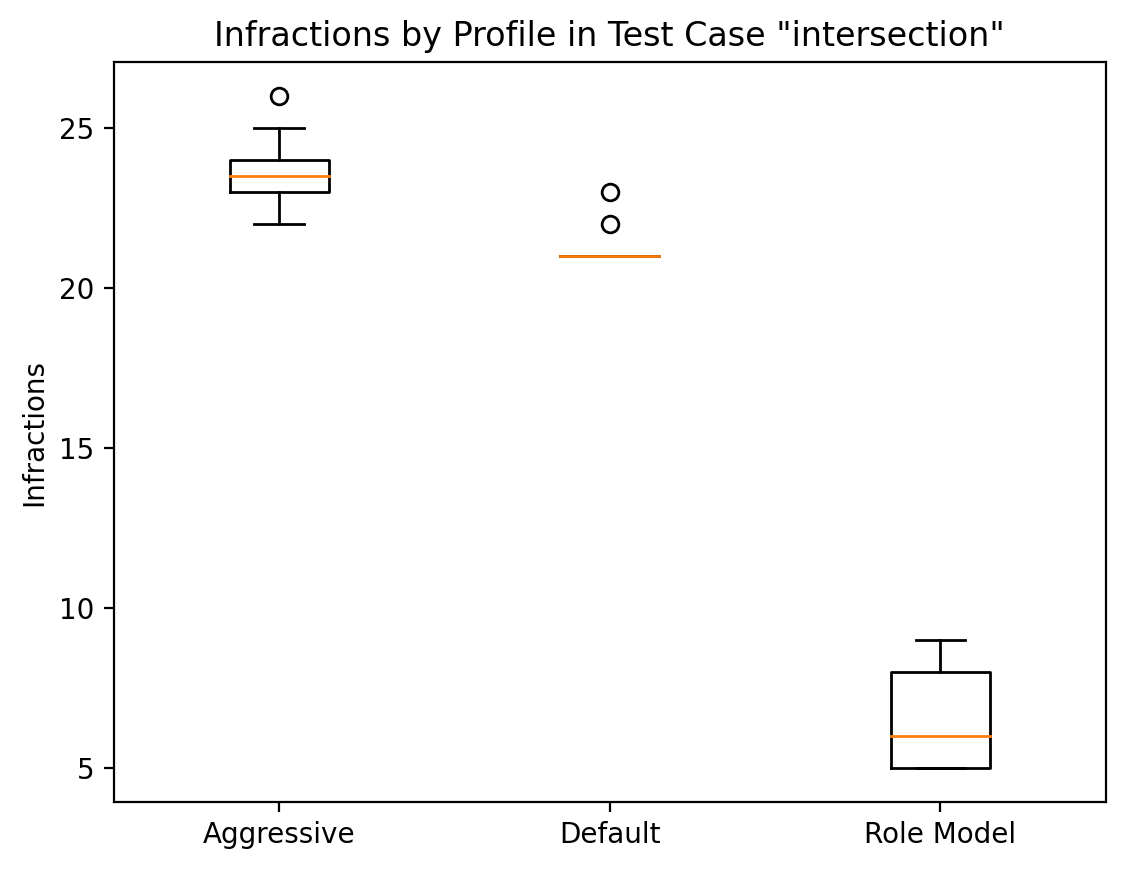 Infractions by Profile in Test Case "intersection"
Infractions
25
20
15
10
5
Aggressive
Default
Role Model